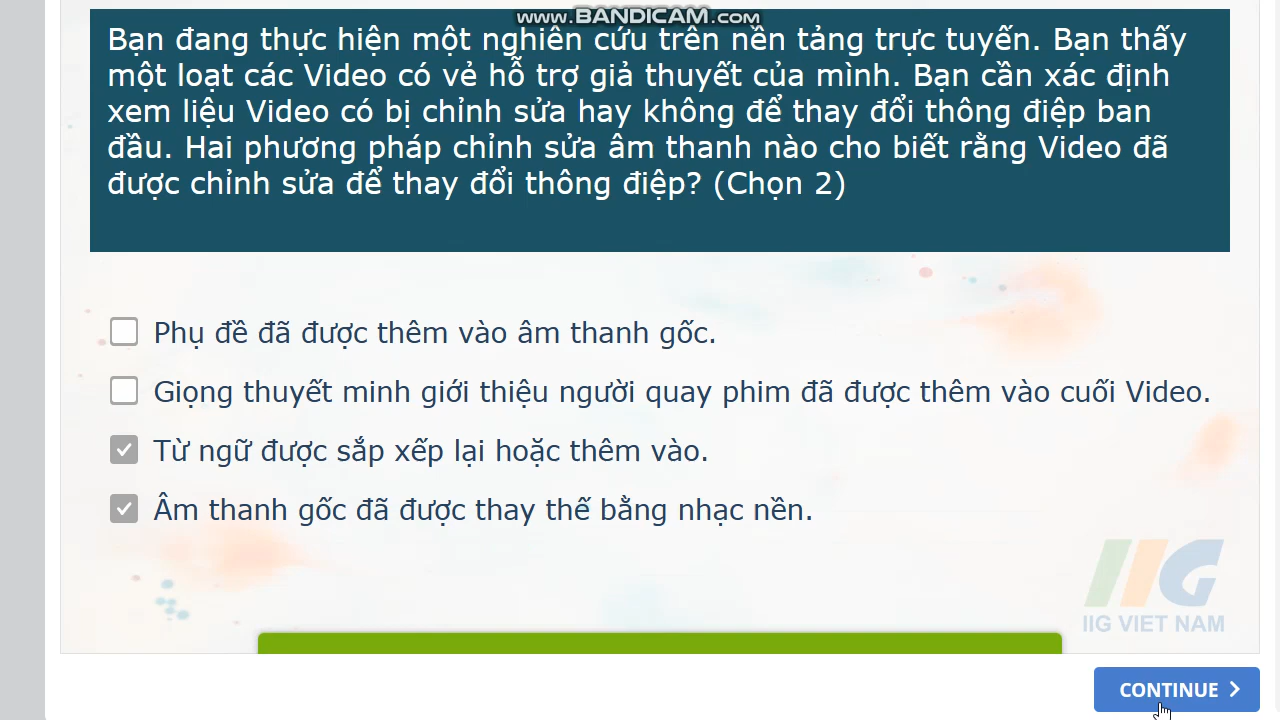 www.BANDICAM.com
Bạn đang thực hiện một nghiên cứu trên nền tảng trực tuyến. Bạn thấy
một loạt các Video có vẻ hỗ trợ giả thuyết của mình. Bạn cần xác định
xem liệu Video có bị chỉnh sửa hay không để thay đổi thông điệp ban
đầu. Hai phương pháp chỉnh sửa âm thanh nào cho biết rằng Video đã
được chỉnh sửa để thay đổi thông điệp? (Chọn 2)
Phụ đề đã được thêm vào âm thanh gốc.
Giọng thuyết minh giới thiệu người quay phim đã được thêm vào cuối Video.
Từ ngữ được sắp xếp lại hoặc thêm vào.
Âm thanh gốc đã được thay thế bằng nhạc nền.
IIG
IIG VIET NAM
CONTINUE